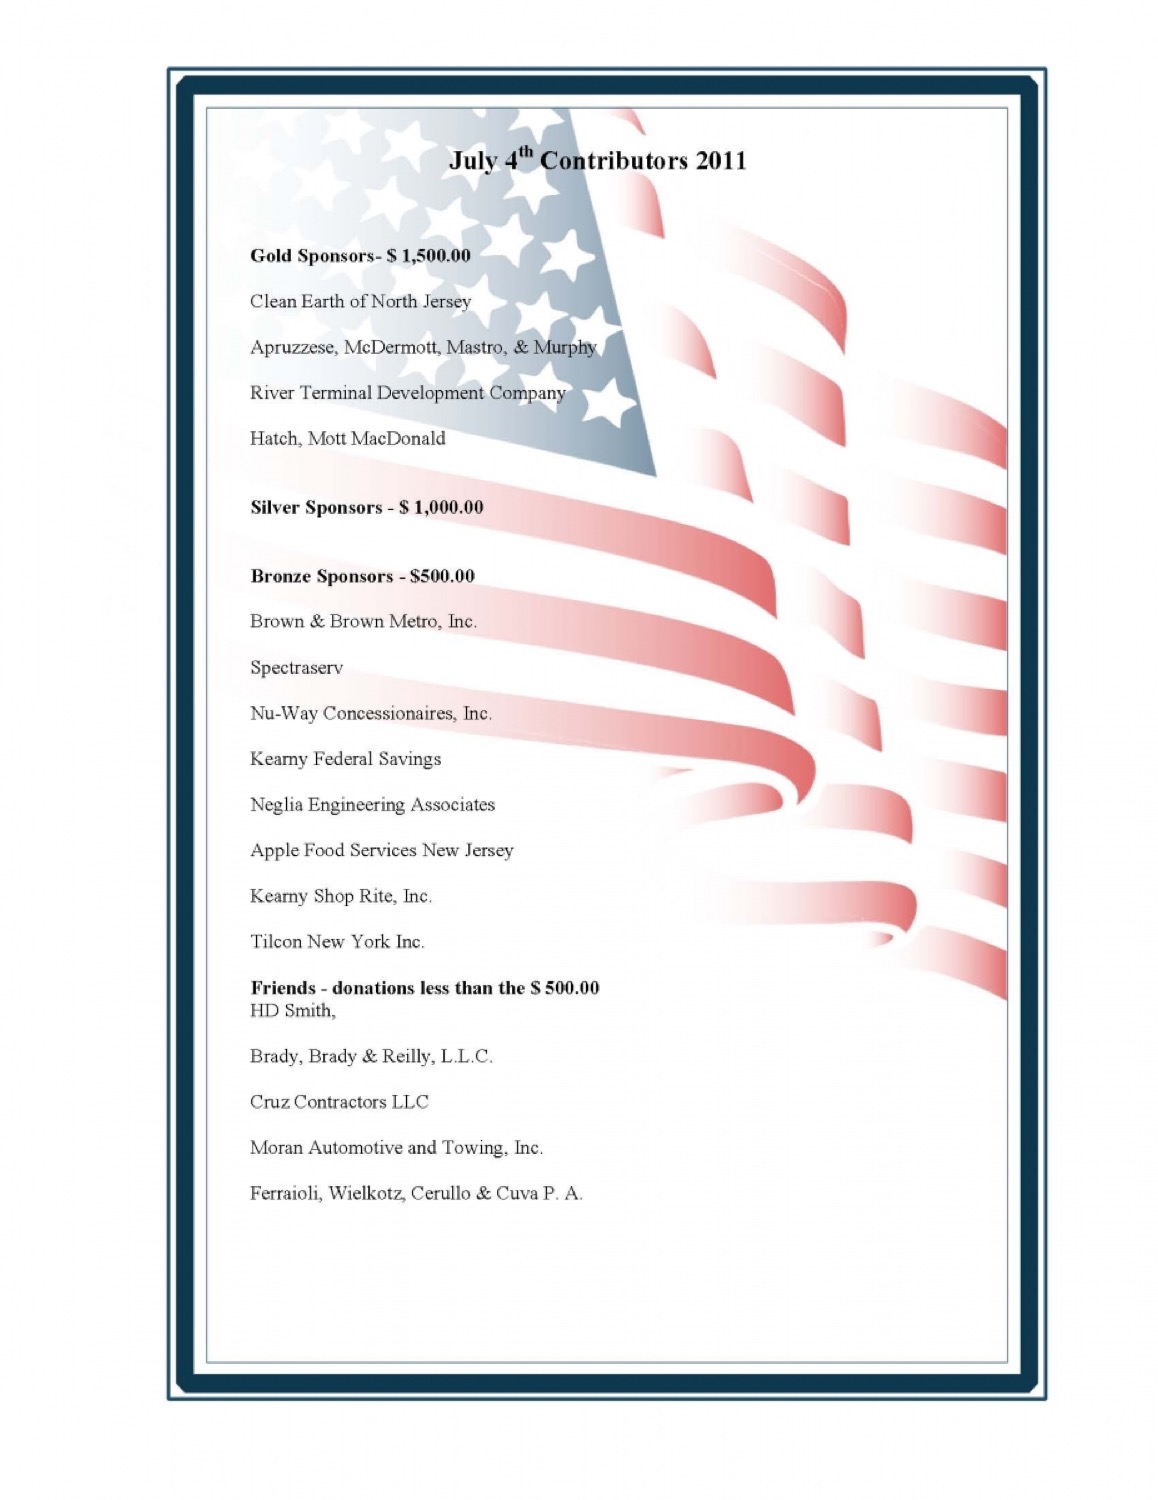 July 4th Contributors 2011
Gold Sponsors- $ 1,500.00
Clean Earth of North Jersey
Apruzzese, McDermott, Mastro, & Murphy
River Terminal Development Company
Hatch, Mott MacDonald
Silver Sponsors - $ 1,000.00
Bronze Sponsors - $500.00
Brown & Brown Metro, Inc.
Spectraserv
Nu-Way Concessionaires, Inc.
Kearny Federal Savings
Neglia Engineering Associates
Apple Food Services New Jersey
Kearny Shop Rite, Inc.
Tilcon New York Inc.
Friends - donations less than the $ 500.00
HD Smith,
Brady, Brady & Reilly, L.L.C.
Cruz Contractors LLC
Moran Automotive and Towing, Inc.
Ferraioli, Wielkotz, Cerullo & Cuva P. A.